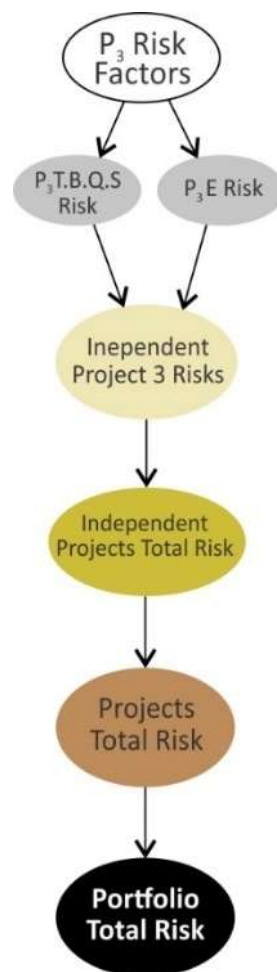 P₃ Risk
Factors
P₃T.B.Q.S
Risk
P₃E Risk
Inependent
Project 3 Risks
Independent
Projects Total Risk
Projects
Total Risk
Portfolio
Total Risk